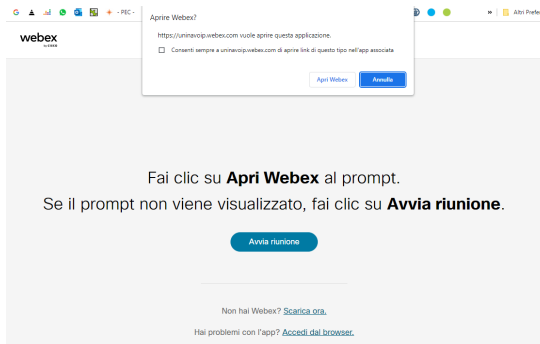 - PEC -
»
Altri Prefe
webex
by CISCO
Aprire Webex?
https://uninavoip.webex.com vuole aprire questa applicazione.
Consenti sempre a uninavoip.webex.com di aprire link di questo tipo nell'app associata
Apri Webex
Annulla
Fai clic su Apri Webex al prompt.
Se il prompt non viene visualizzato, fai clic su Avvia riunione.
Avvia riunione
Non hai Webex? Scarica ora.
Hai problemi con l'app? Accedi dal browser.